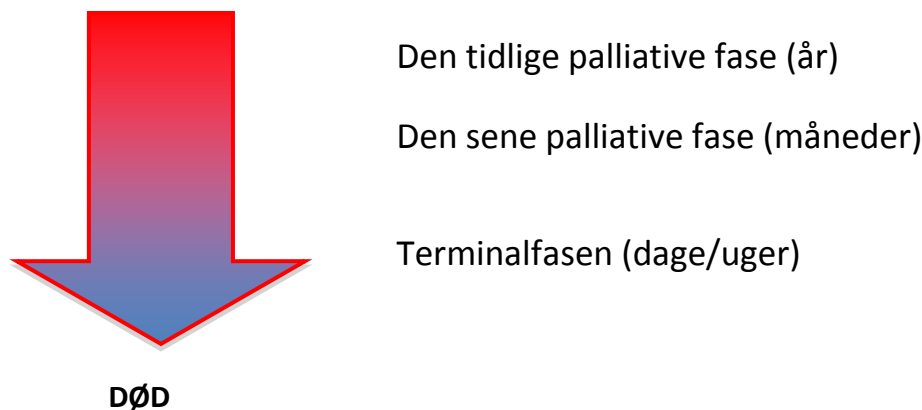 Den tidlige palliative fase (år)
Den sene palliative fase (måneder)
Terminalfasen (dage/uger)
DØD